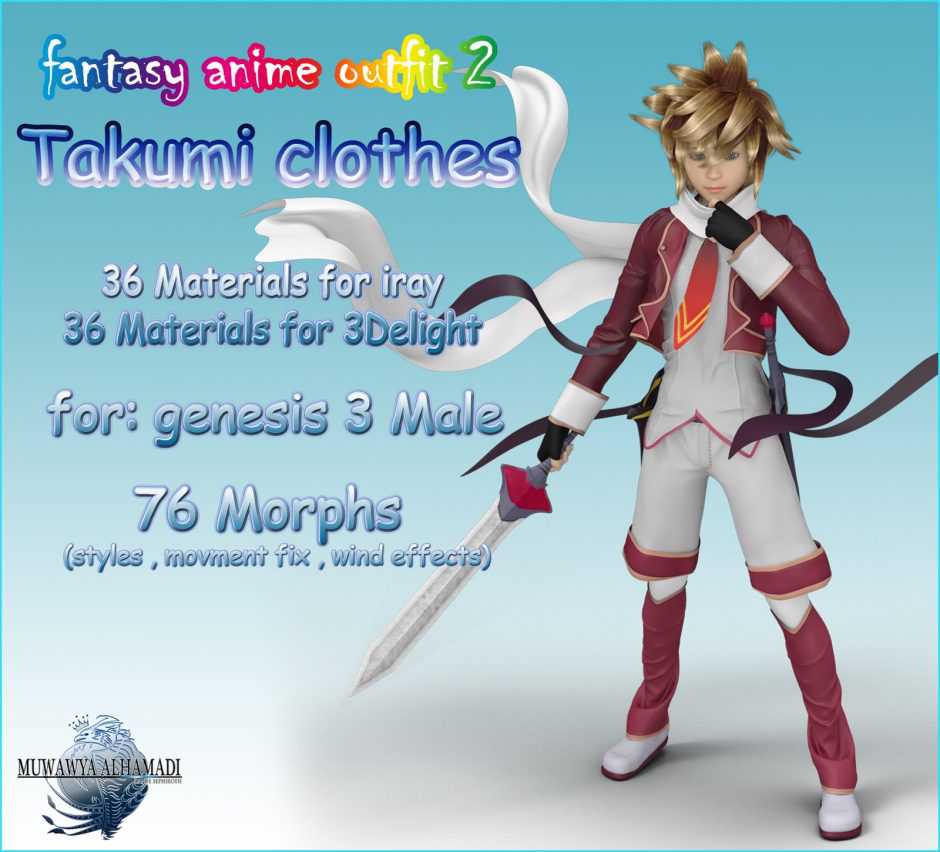 fantasy anime outfit 2
Takumi clothes
36 Materials for iray
36 Materials for 3Delight
for: genesis 3 Male
76 Morphs
(styles , movment fix , wind effects)
MUWAWYA ALHAMADI